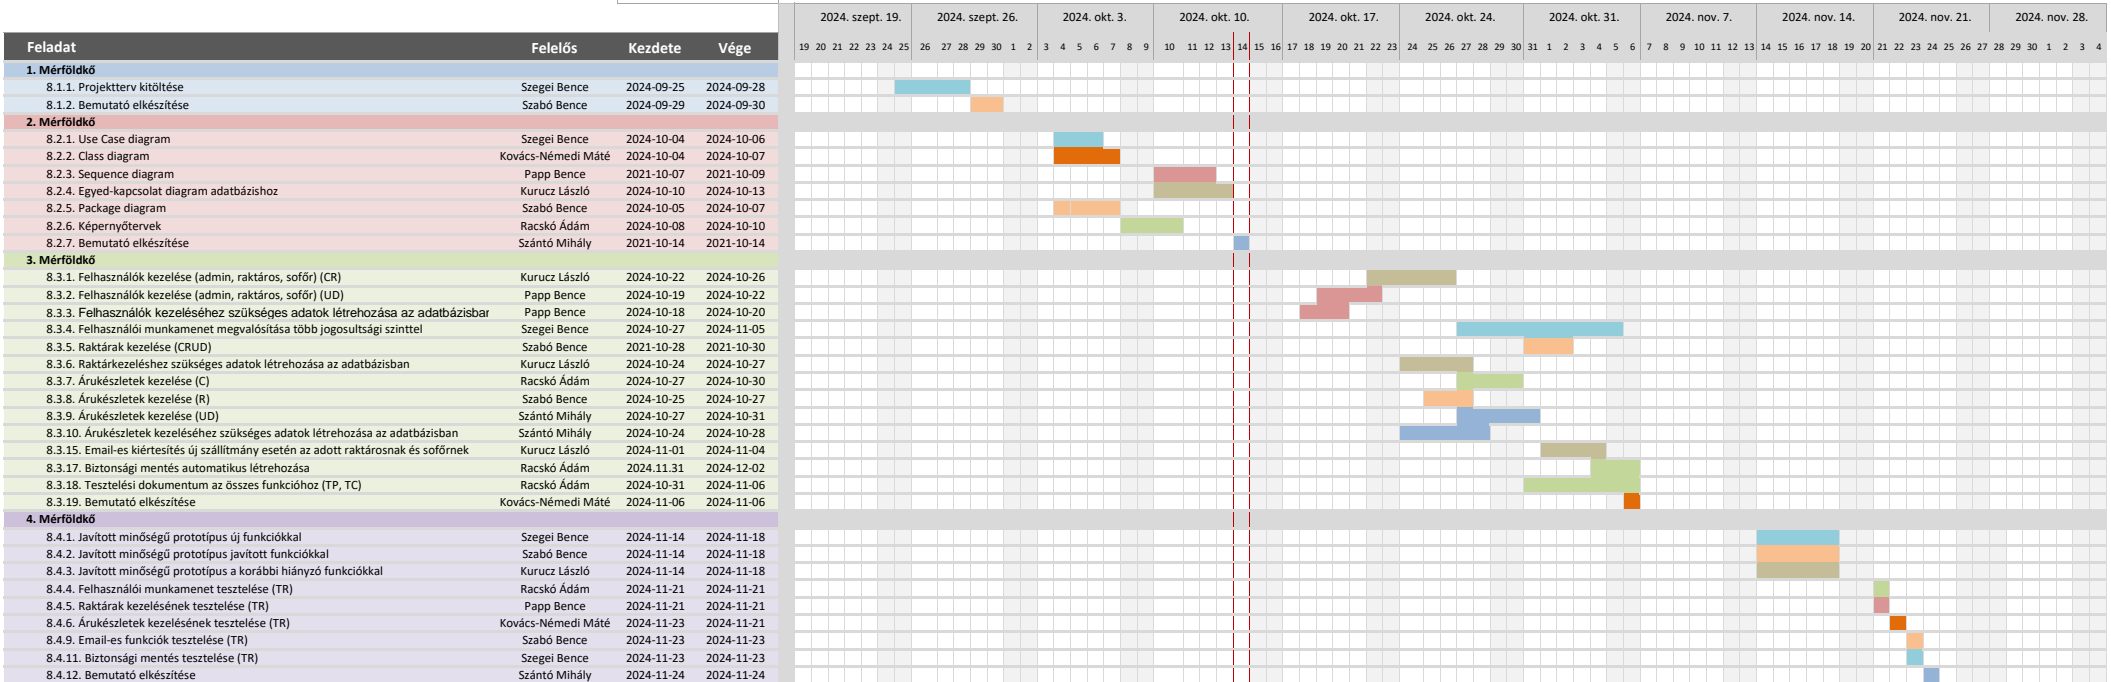 2024. szept. 19. 2024. szept. 26. 2024. okt. 3. 2024. okt. 10. 2024. okt. 17. 2024. okt. 24. 2024. okt. 31. 2024. nov. 7. 2024. nov. 14. 2024. nov. 21. 2024. nov. 28.
Feladat Felelős Kezdete Vége 19 20 21 22 23 24 25 26 27 28 29 30 1 2 3 4 5 6 7 8 9 10 11 12 13 14 15 16 17 18 19 20 21 22 23 24 25 26 27 28 29 30 31 1 2 3 4 5 6 7 8 9 10 11 12 13 14 15 16 17 18 19 20 21 22 23 24 25 26 27 28 29 30 1 2 3 4
1. Mérföldkő
8.1.1. Projektterv kitöltése Szegei Bence 2024-09-25 2024-09-28
8.1.2. Bemutató elkészítése Szabó Bence 2024-09-29 2024-09-30
2. Mérföldkő
8.2.1. Use Case diagram Szegei Bence 2024-10-04 2024-10-06
8.2.2. Class diagram Kovács-Némedi Máté 2024-10-04 2024-10-07
8.2.3. Sequence diagram Papp Bence 2021-10-07 2021-10-09
8.2.4. Egyed-kapcsolat diagram adatbázishoz Kurucz László 2024-10-10 2024-10-13
8.2.5. Package diagram Szabó Bence 2024-10-05 2024-10-07
8.2.6. Képernyőtervek Racskó Ádám 2024-10-08 2024-10-10
8.2.7. Bemutató elkészítése Szántó Mihály 2021-10-14 2021-10-14
3. Mérföldkő
8.3.1. Felhasználók kezelése (admin, raktáros, sofőr) (CR) Kurucz László 2024-10-22 2024-10-26
8.3.2. Felhasználók kezelése (admin, raktáros, sofőr) (UD) Papp Bence 2024-10-19 2024-10-22
8.3.3. Felhasználók kezeléséhez szükséges adatok létrehozása az adatbázisbar Papp Bence 2024-10-18 2024-10-20
8.3.4. Felhasználói munkamenet megvalósítása több jogosultsági szinttel Szegei Bence 2024-10-27 2024-11-05
8.3.5. Raktárak kezelése (CRUD) Szabó Bence 2021-10-28 2021-10-30
8.3.6. Raktárkezeléshez szükséges adatok létrehozása az adatbázisban Kurucz László 2024-10-24 2024-10-27
8.3.7. Árukészletek kezelése (C) Racskó Ádám 2024-10-27 2024-10-30
8.3.8. Árukészletek kezelése (R) Szabó Bence 2024-10-25 2024-10-27
8.3.9. Árukészletek kezelése (UD) Szántó Mihály 2024-10-27 2024-10-31
8.3.10. Árukészletek kezeléséhez szükséges adatok létrehozása az adatbázisban Szántó Mihály 2024-10-24 2024-10-28
8.3.15. Email-es kiértesítés új szállítmány esetén az adott raktárosnak és sofőrnek Kurucz László 2024-11-01 2024-11-04
8.3.17. Biztonsági mentés automatikus létrehozása Racskó Ádám 2024.11.31 2024-12-02
8.3.18. Tesztelési dokumentum az összes funkcióhoz (TP, TC) Racskó Ádám 2024-10-31 2024-11-06
8.3.19. Bemutató elkészítése Kovács-Némedi Máté 2024-11-06 2024-11-06
4. Mérföldkő
8.4.1. Javított minőségű prototípus új funkciókkal Szegei Bence 2024-11-14 2024-11-18
8.4.2. Javított minőségű prototípus javított funkciókkal Szabó Bence 2024-11-14 2024-11-18
8.4.3. Javított minőségű prototípus a korábbi hiányzó funkciókkal Kurucz László 2024-11-14 2024-11-18
8.4.4. Felhasználói munkamenet tesztelése (TR) Racskó Ádám 2024-11-21 2024-11-21
8.4.5. Raktárak kezelésének tesztelése (TR) Papp Bence 2024-11-21 2024-11-21
8.4.6. Árukészletek kezelésének tesztelése (TR) Kovács-Némedi Máté 2024-11-23 2024-11-21
8.4.9. Email-es funkciók tesztelése (TR) Szabó Bence 2024-11-23 2024-11-23
8.4.11. Biztonsági mentés tesztelése (TR) Szegei Bence 2024-11-23 2024-11-23
8.4.12. Bemutató elkészítése Szántó Mihály 2024-11-24 2024-11-24